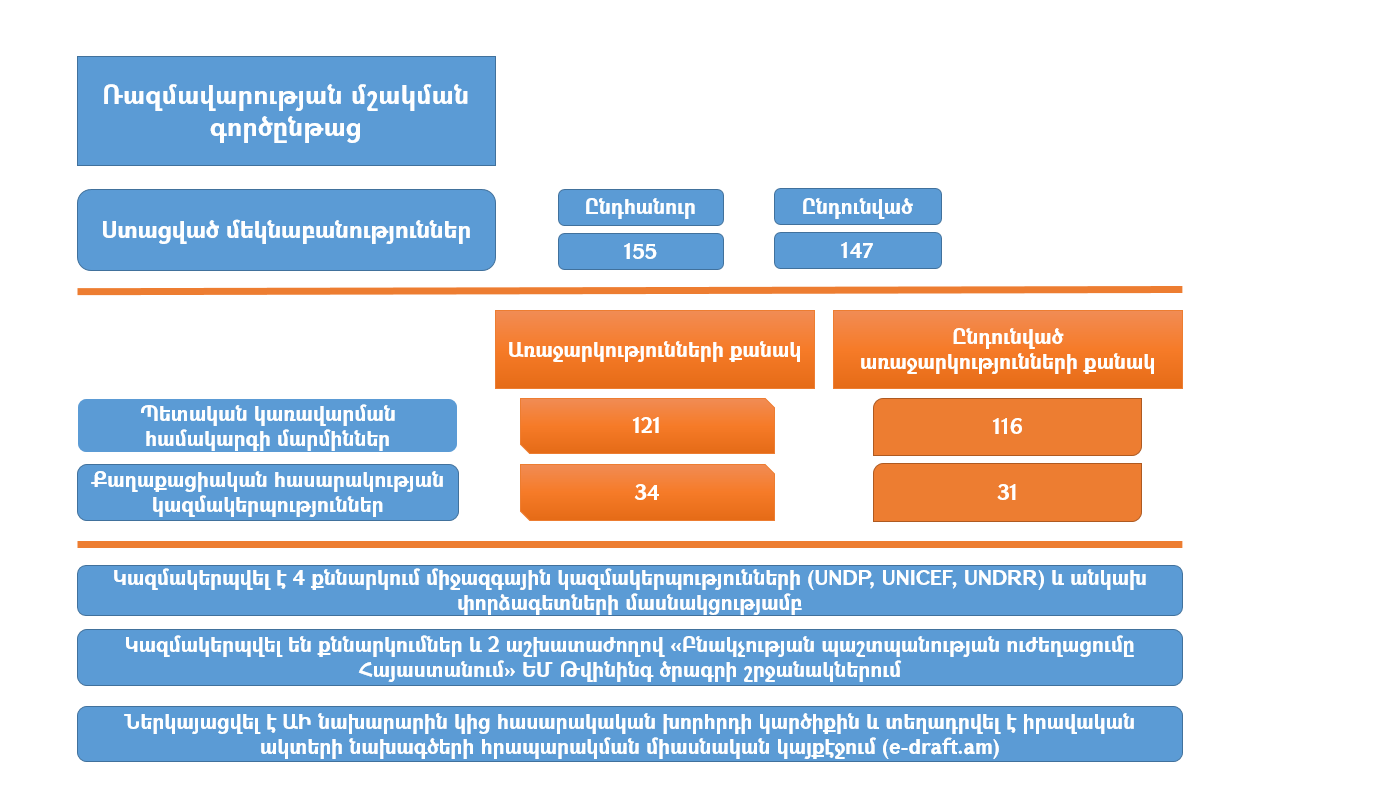 Ռազմավարության մշակման
գործընթաց
Ստացված մեկնաբանություններ
Ընդհանուր
Ընդունված
155
147
Առաջարկությունների քանակ
Ընդունված
առաջարկությունների քանակ
Պետական կառավարման
համակարգի մարմիններ
121
116
Քաղաքացիական հասարակության
կազմակերպություններ
34
31
Կազմակերպվել է 4 քննարկում միջազգային կազմակերպությունների (UNDP, UNICEF, UNDRR) և անկախ
փորձագետների մասնակցությամբ
Կազմակերպվել են քննարկումներ և 2 աշխատաժողով «Բնակչության պաշտպանության ուժեղացումը
Հայաստանում» ԵՄ Թվինինգ ծրագրի շրջանակներում
Ներկայացվել է ԱԻ նախարարին կից հասարակական խորհրդի կարծիքին և տեղադրվել է իրավական
ակտերի նախագծերի հրապարակման միասնական կայքէջում (e-draft.am)